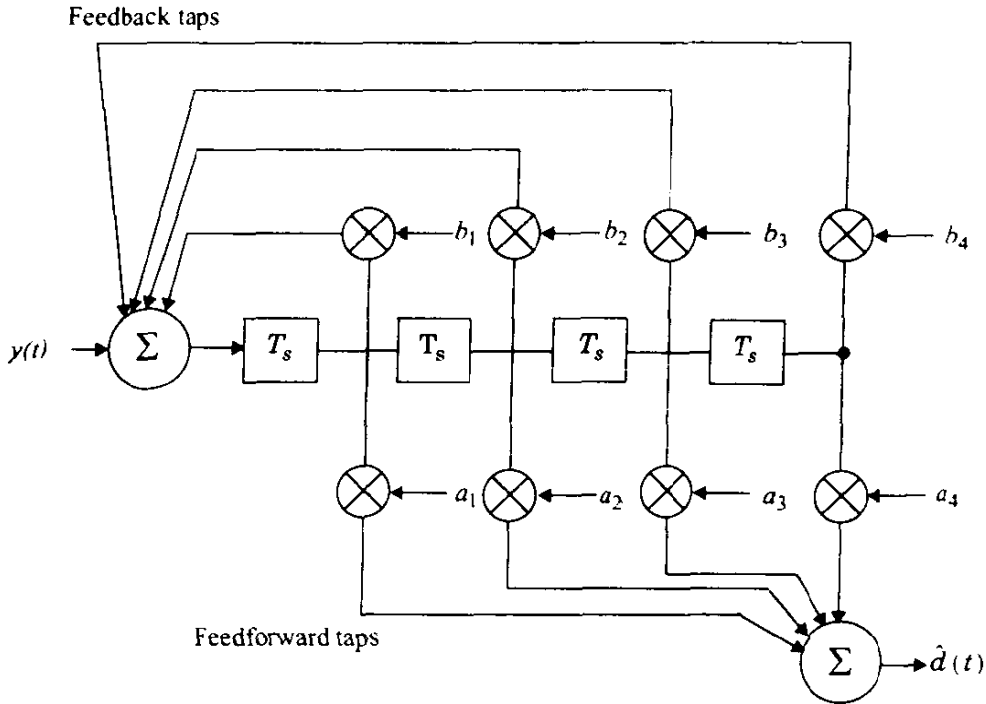 Feedback taps
b₁ b₂ b₃ b₄
y(t) Σ Tₛ Tₛ Tₛ Tₛ
a₁ a₂ a₃ a₄
Feedforward taps
Σ d̂(t)